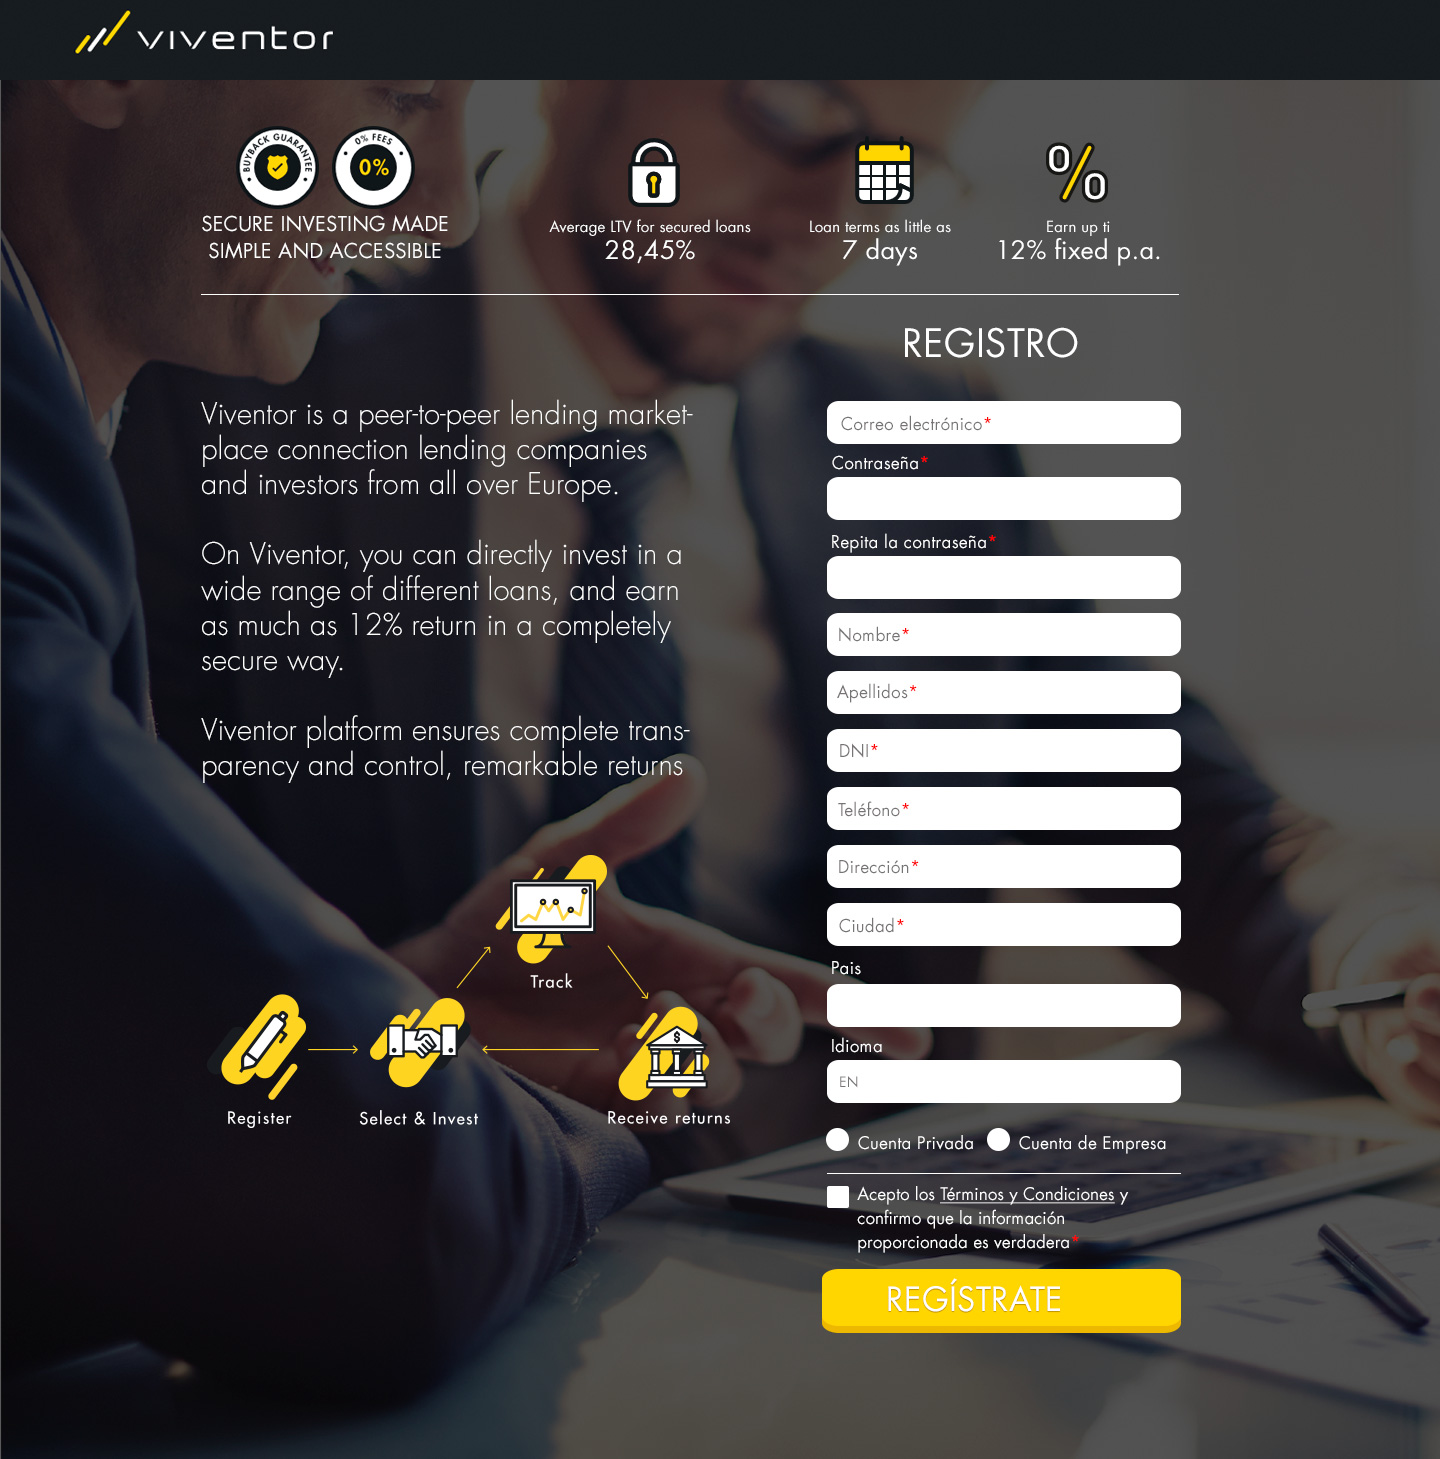 viventor
BUYBACK GUARANTEE
0% FEES
0%
SECURE INVESTING MADE
SIMPLE AND ACCESSIBLE
Average LTV for secured loans
28,45%
Loan terms as little as
7 days
Earn up ti
12% fixed p.a.
Viventor is a peer-to-peer lending market-
place connection lending companies
and investors from all over Europe.
On Viventor, you can directly invest in a
wide range of different loans, and earn
as much as 12% return in a completely
secure way.
Viventor platform ensures complete trans-
parency and control, remarkable returns
Track
Register
Select & Invest
Receive returns
REGISTRO
Correo electrónico*
Contraseña*
Repita la contraseña*
Nombre*
Apellidos*
DNI*
Teléfono*
Dirección*
Ciudad*
Pais
Idioma
EN
Cuenta Privada
Cuenta de Empresa
Acepto los Términos y Condiciones y
confirmo que la información
proporcionada es verdadera*
REGÍSTRATE